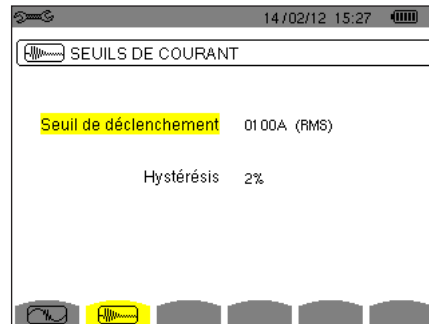 14/02/12 15:27
SEUILS DE COURANT
Seuil de déclenchement 0100A (RMS)
Hystérésis 2%